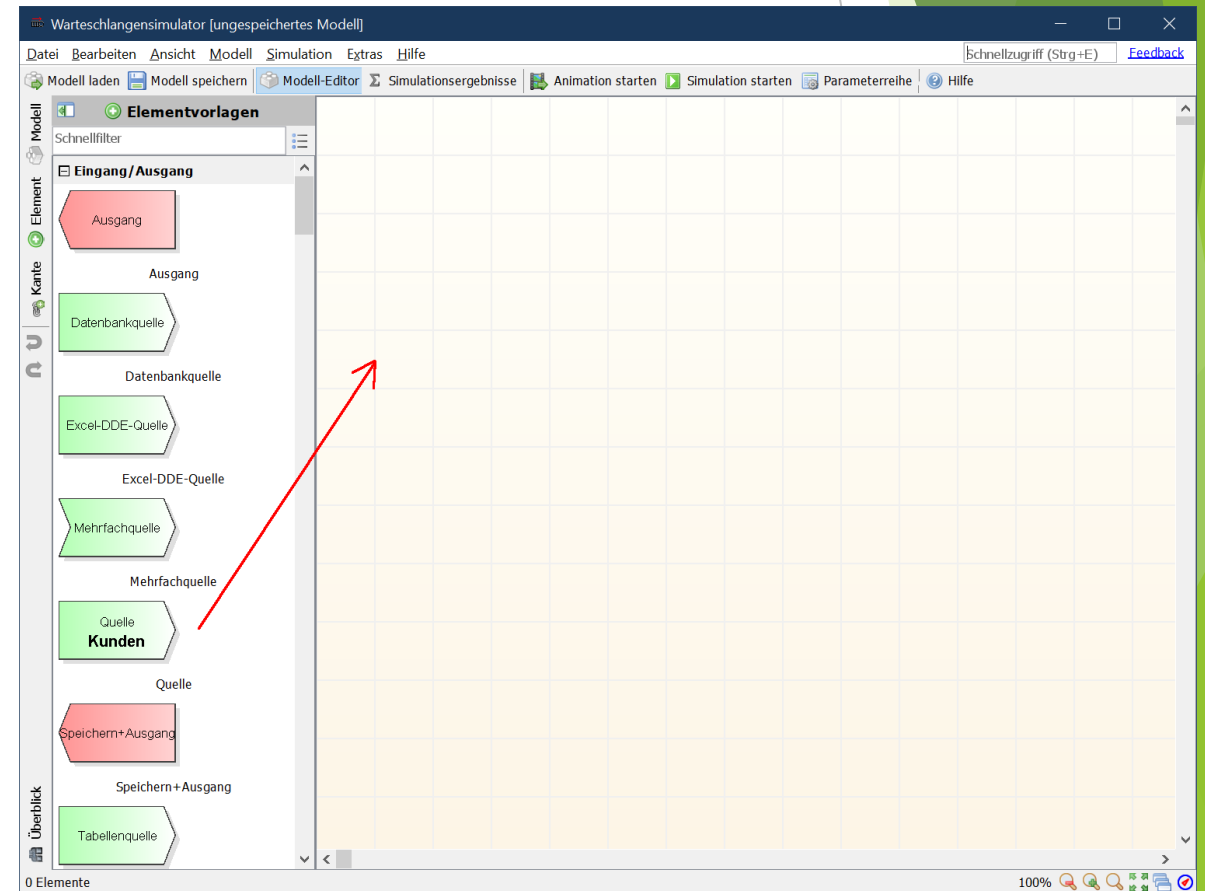 Warteschlangensimulator [ungespeichertes Modell]
Datei Bearbeiten Ansicht Modell Simulation Extras Hilfe
Schnellzugriff (Strg+E) Feedback
Modell laden Modell speichern Modell-Editor Σ Simulationsergebnisse Animation starten Simulation starten Parameterreihe Hilfe
Modell
Element
Kante
Überblick
Elementvorlagen
Schnellfilter
Eingang/Ausgang
Ausgang
Ausgang
Datenbankquelle
Datenbankquelle
Excel-DDE-Quelle
Excel-DDE-Quelle
Mehrfachquelle
Mehrfachquelle
Quelle
Kunden
Quelle
Speichern+Ausgang
Speichern+Ausgang
Tabellenquelle
0 Elemente
100%